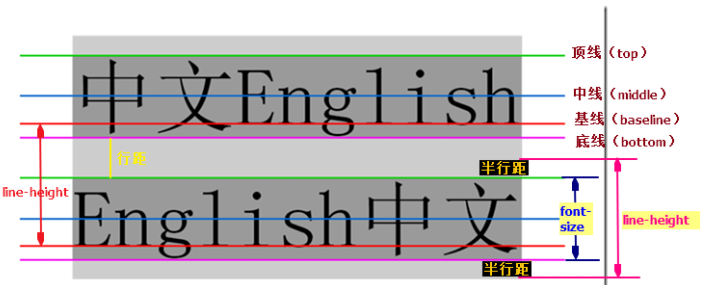 顶线（top）
中文English
中线（middle）
基线（baseline）
底线（bottom）
行距
半行距
line-height
English中文
font-
size
line-height
半行距